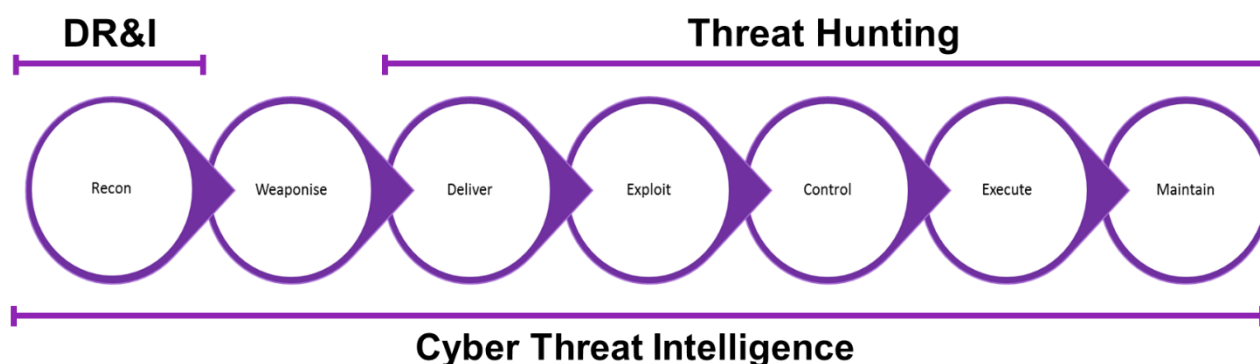 DR&I
Threat Hunting
Recon
Weaponise
Deliver
Exploit
Control
Execute
Maintain
Cyber Threat Intelligence